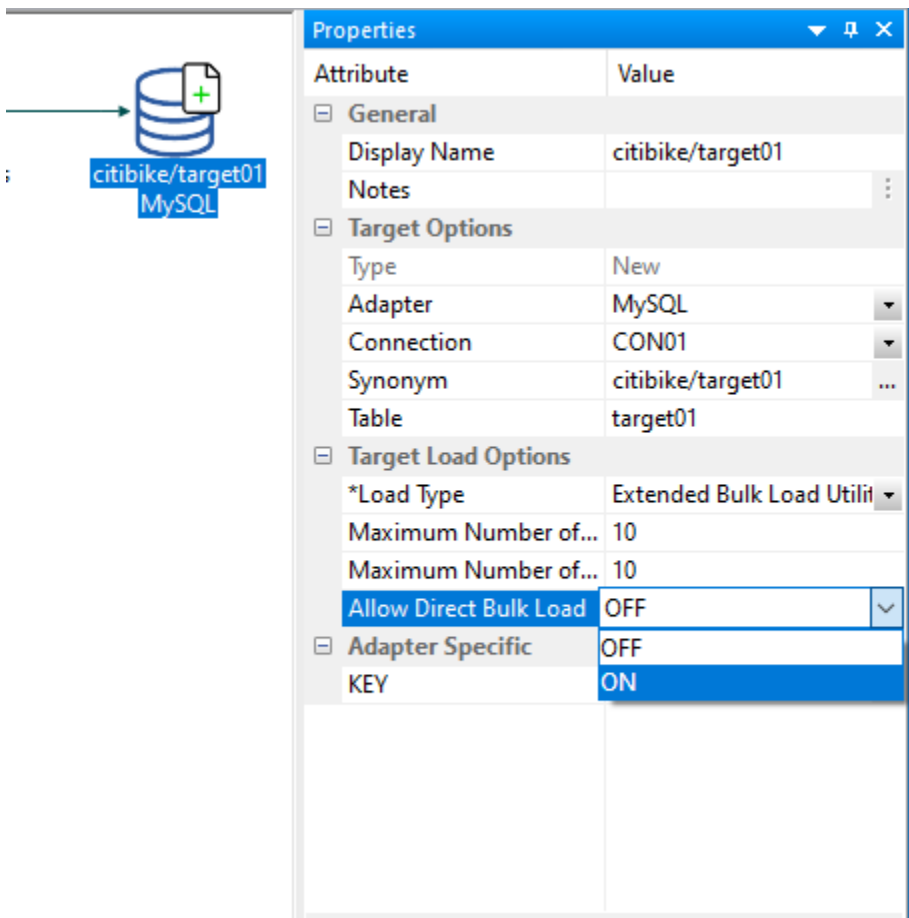 Properties
Attribute Value
General
Display Name citibike/target01
Notes
Target Options
Type New
Adapter MySQL
Connection CON01
Synonym citibike/target01 ...
Table target01
Target Load Options
*Load Type Extended Bulk Load Utilit
Maximum Number of... 10
Maximum Number of... 10
Allow Direct Bulk Load OFF
OFF
ON
Adapter Specific
KEY
s
citibike/target01
MySQL